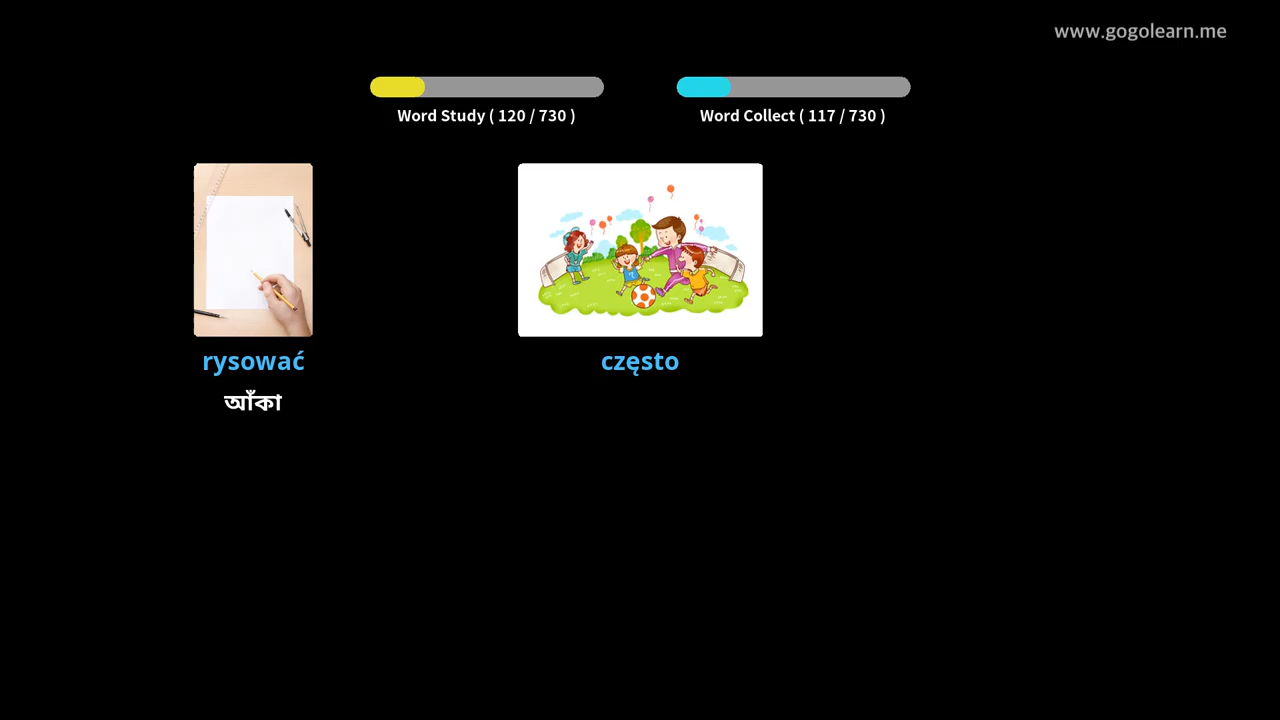 www.gogolearn.me
Word Study ( 120 / 730 )
Word Collect ( 117 / 730 )
rysować
często
আঁকা